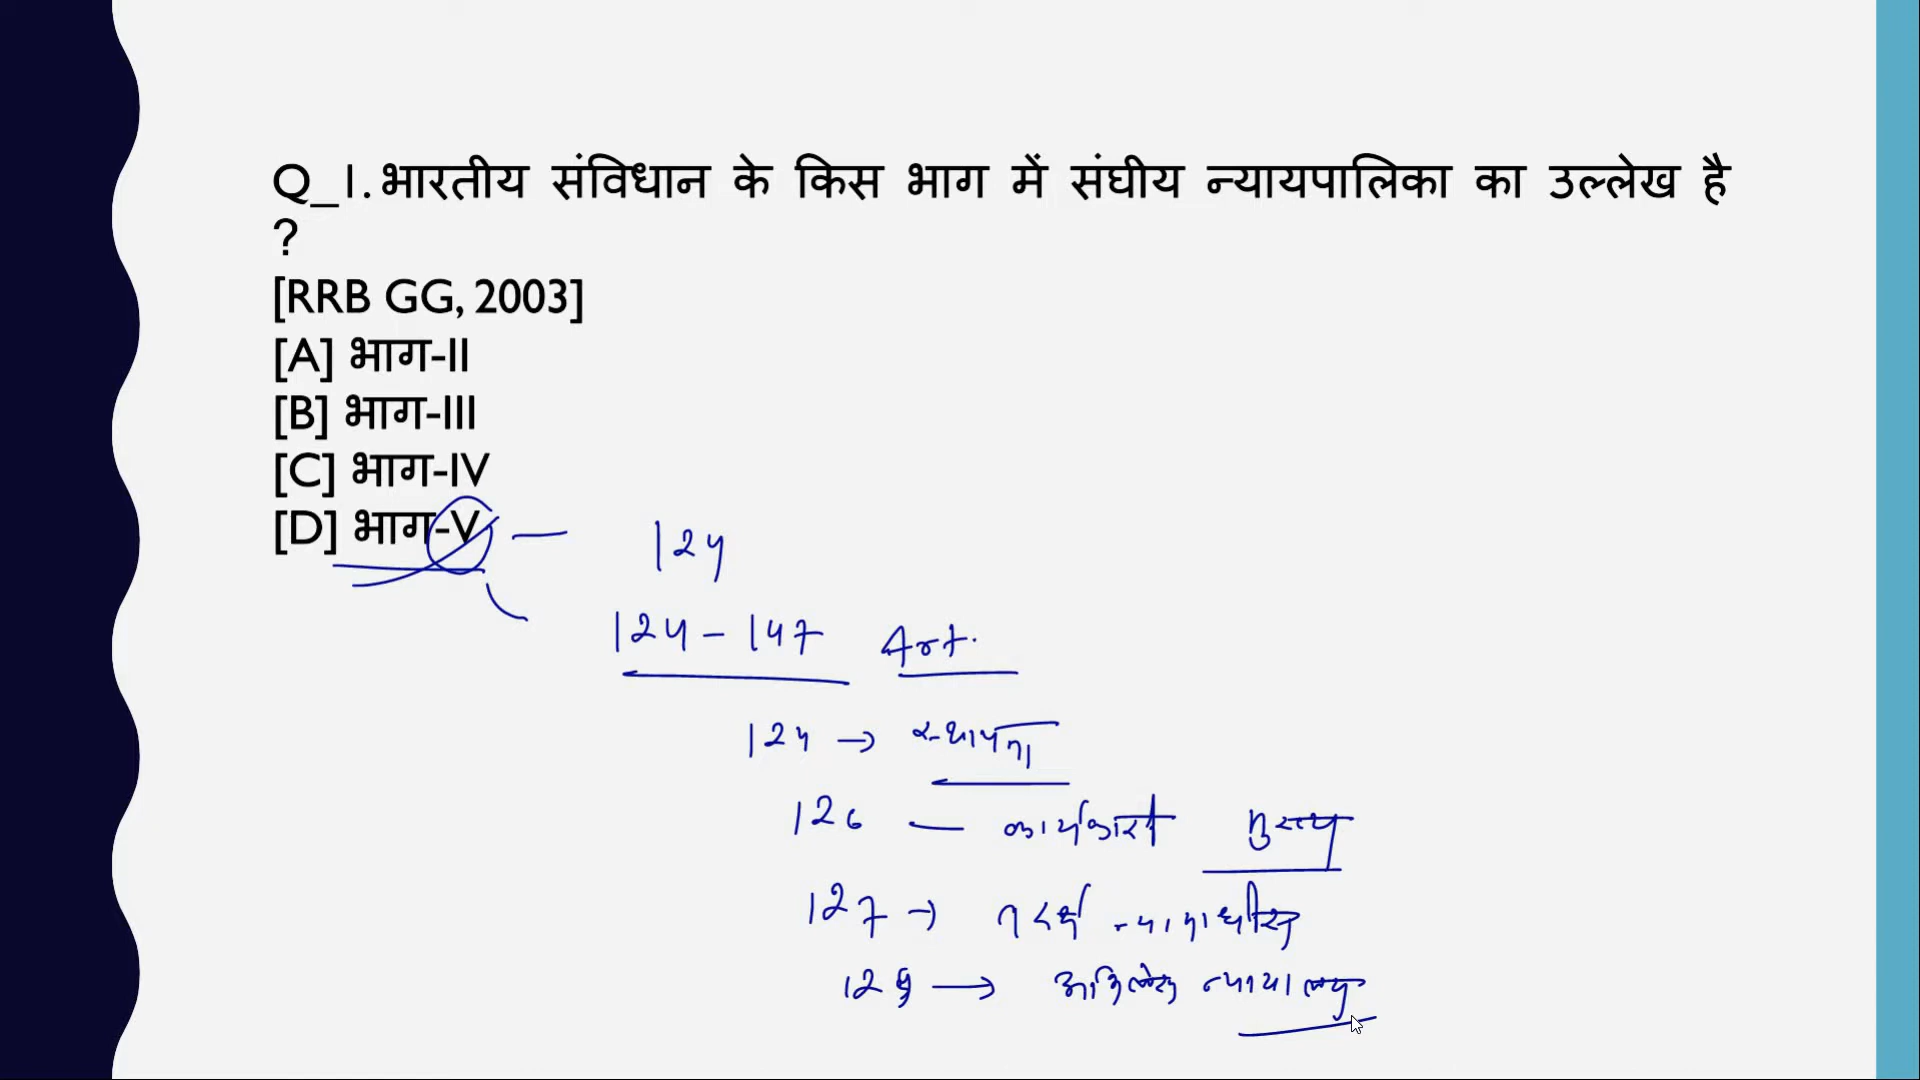 Q_1.भारतीय संविधान के किस भाग में संघीय न्यायपालिका का उल्लेख है
?
[RRB GG, 2003]
[A] भाग-II
[B] भाग-III
[C] भाग-IV
[D] भाग-V — 124
124 – 147 Art.
124 → स्थापना
126 — कार्यकारी मुख्य
127 → तदर्थ न्यायाधीश
129 → अभिलेख न्यायालय